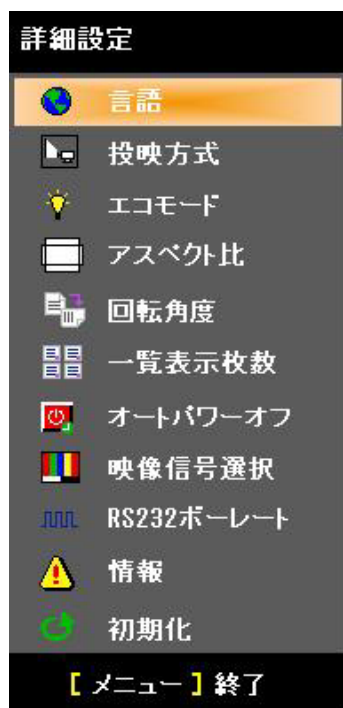 詳細設定
言語
投映方式
エコモード
アスペクト比
回転角度
一覧表示枚数
オートパワーオフ
映像信号選択
RS232ボーレート
情報
初期化
[メニュー] 終了